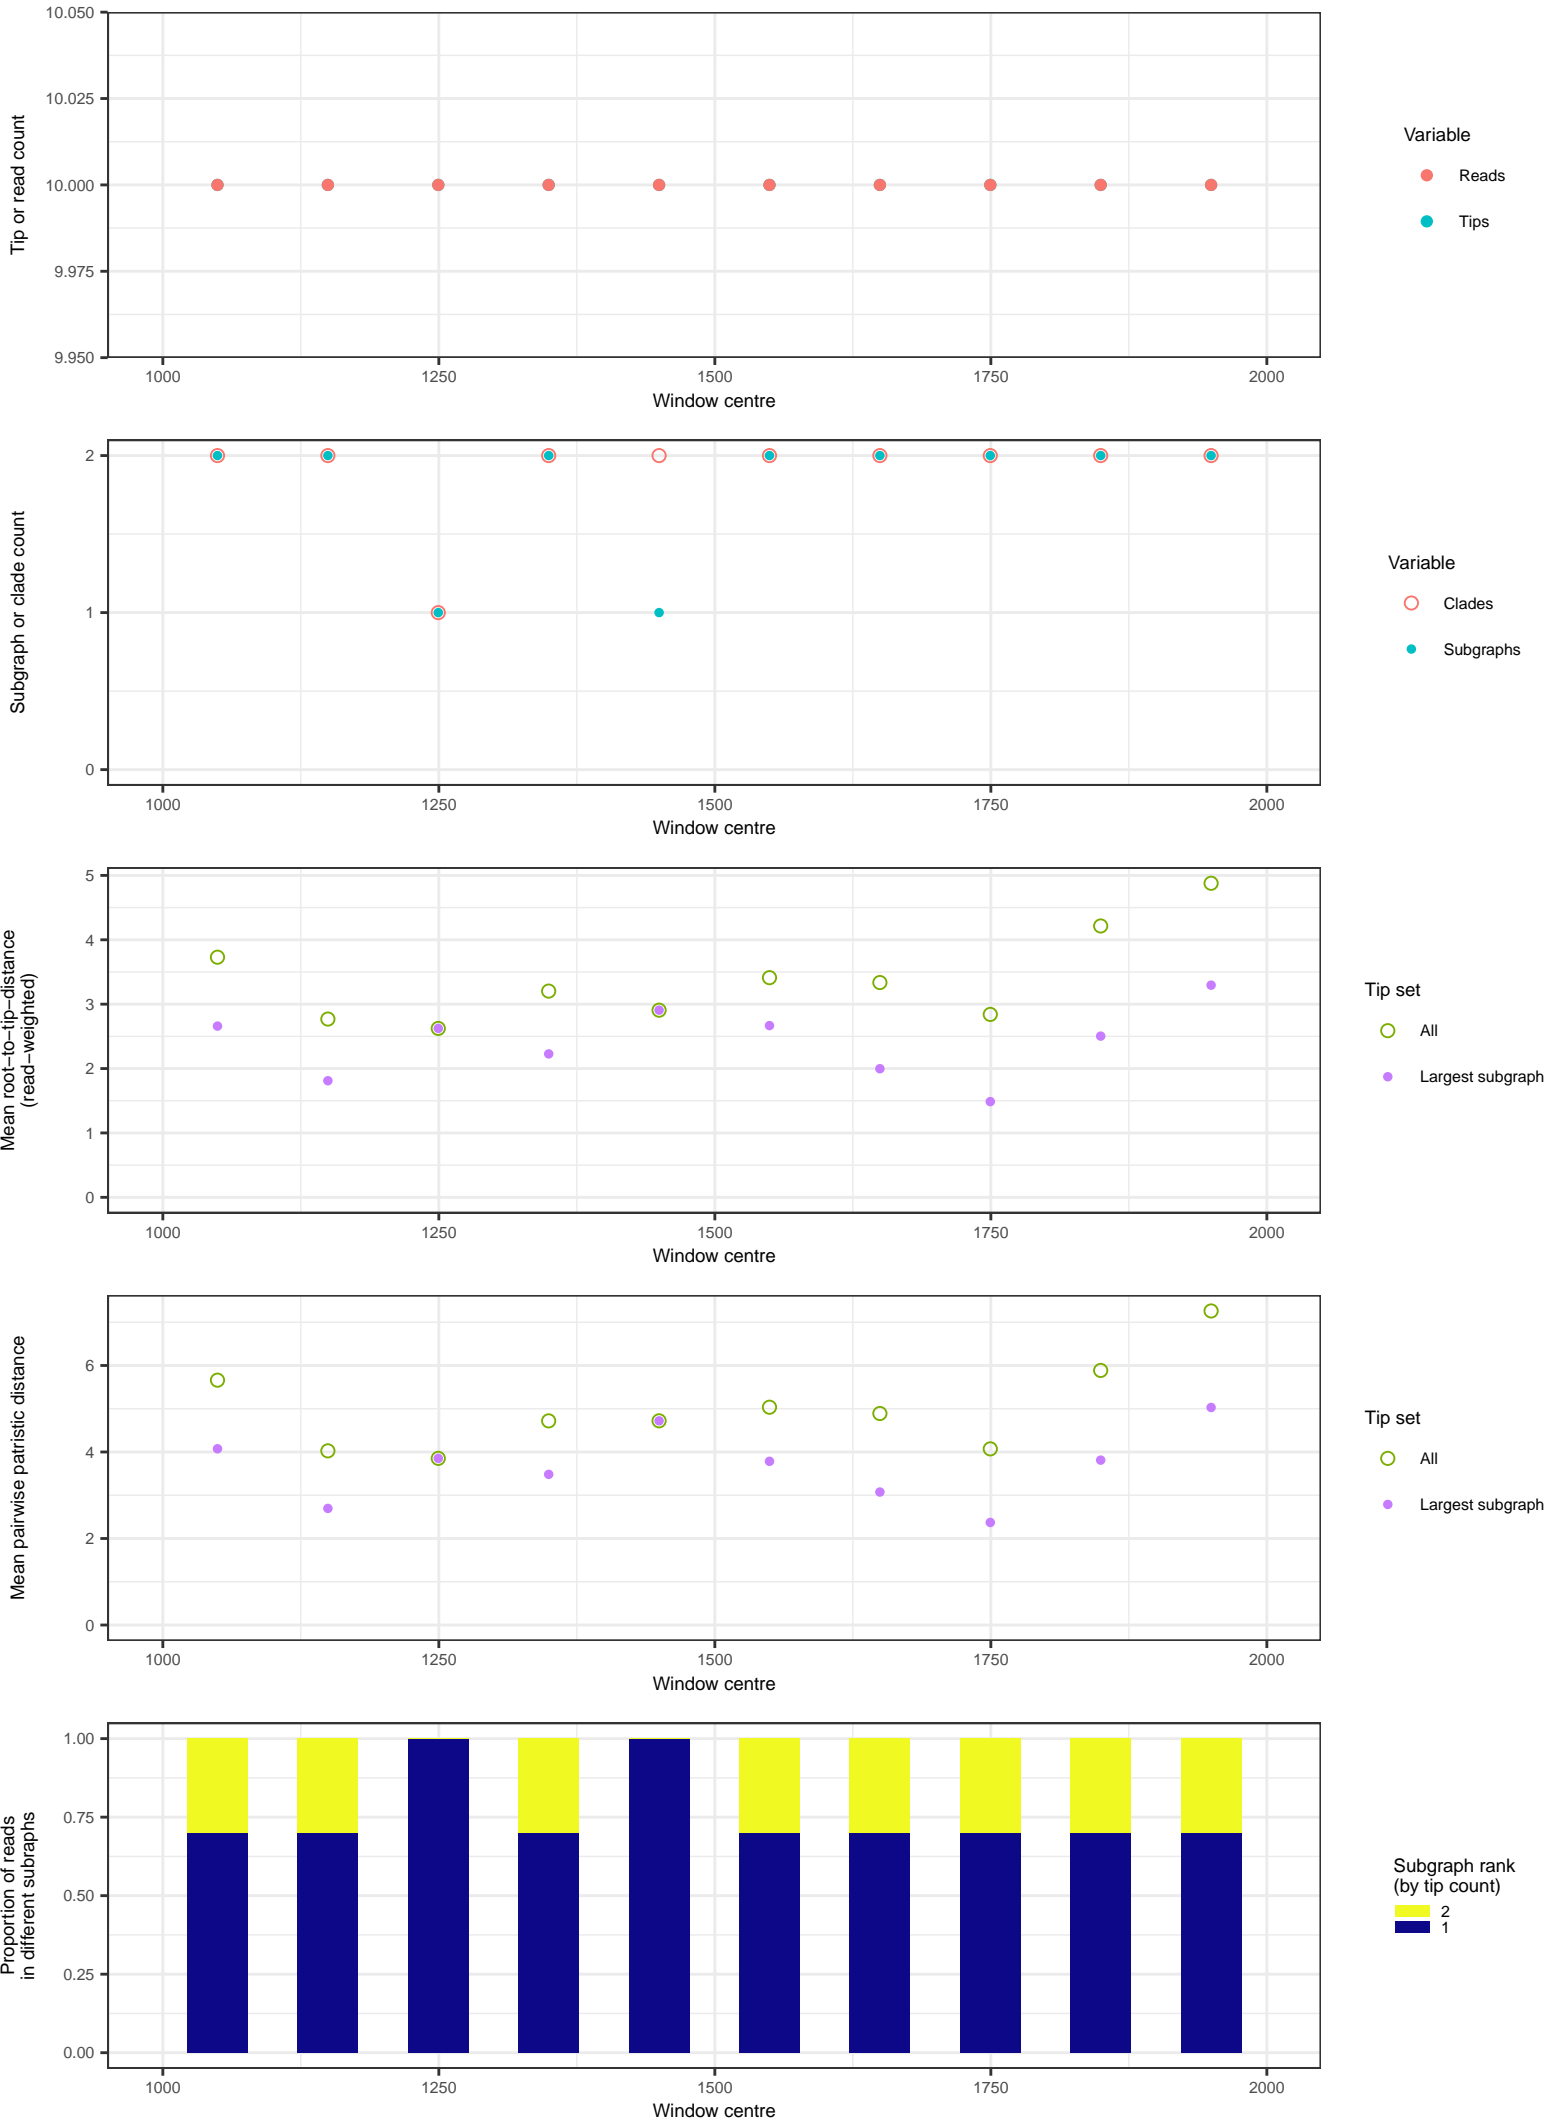 10.050
10.025
10.000
9.975
9.950
Tip or read count
1000 1250 1500 1750 2000
Window centre
Variable
Reads
Tips
2
1
0
Subgraph or clade count
1000 1250 1500 1750 2000
Window centre
Variable
Clades
Subgraphs
5
4
3
2
1
0
Mean root−to−tip−distance
(read−weighted)
1000 1250 1500 1750 2000
Window centre
Tip set
All
Largest subgraph
6
4
2
0
Mean pairwise patristic distance
1000 1250 1500 1750 2000
Window centre
Tip set
All
Largest subgraph
1.00
0.75
0.50
0.25
0.00
Proportion of reads
in different subraphs
1000 1250 1500 1750 2000
Window centre
Subgraph rank
(by tip count)
2
1